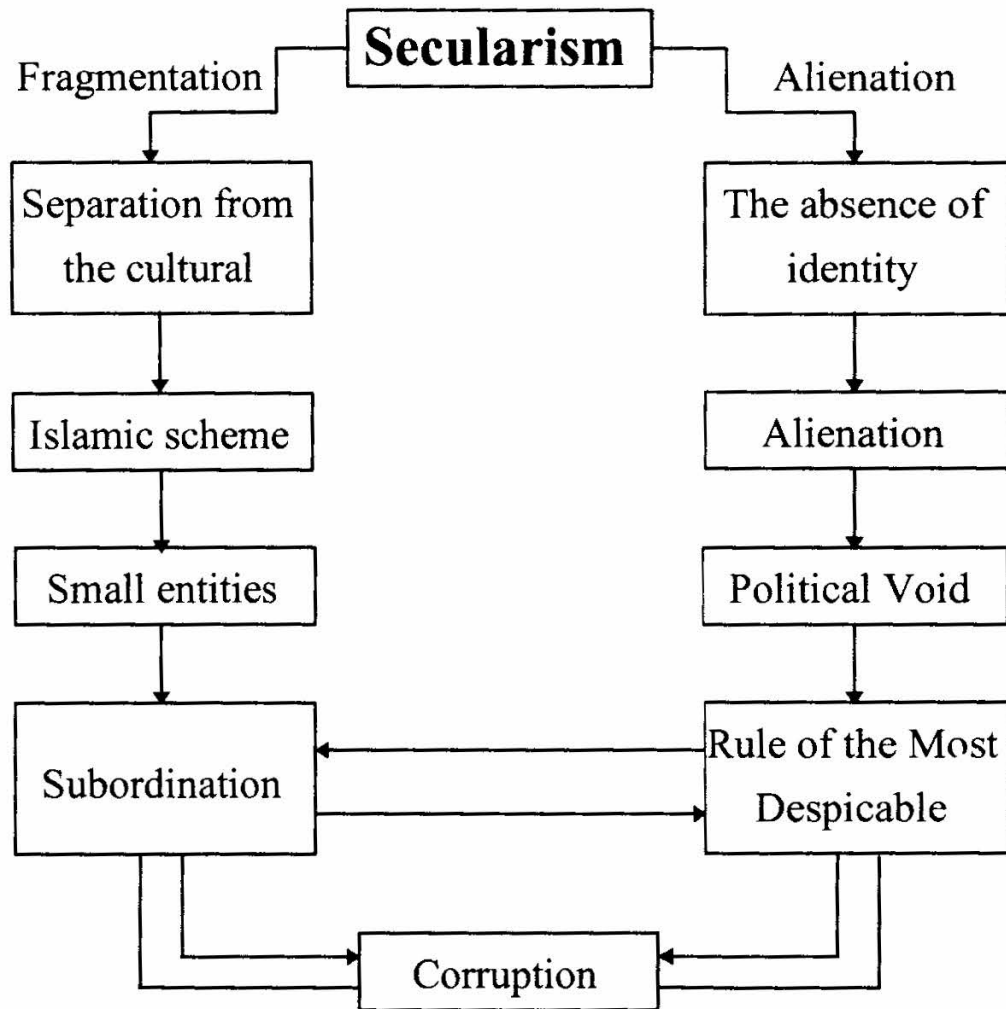 Secularism
Fragmentation
Alienation
Separation from
the cultural
The absence of
identity
Islamic scheme
Alienation
Small entities
Political Void
Subordination
Rule of the Most
Despicable
Corruption